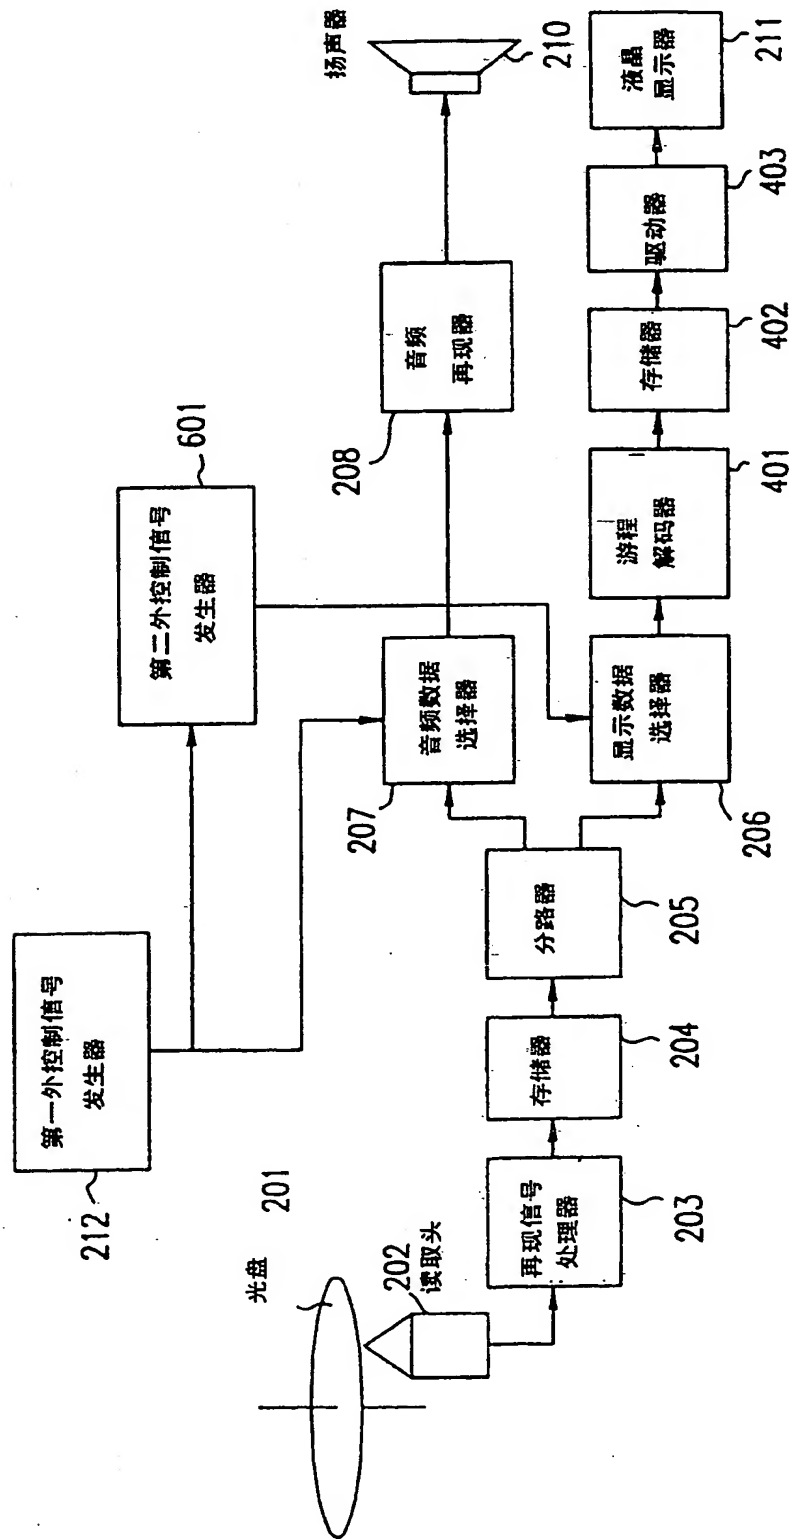 第一外控制信号
发生器
212
第二外控制信号
发生器
601
扬声器
210
光盘
201
202
读取头
音频数据
选择器
207
音频
再现器
208
再现信号
处理器
203
存储器
204
分路器
205
显示数据
选择器
206
游程
解码器
401
存储器
402
驱动器
403
液晶
显示器
211